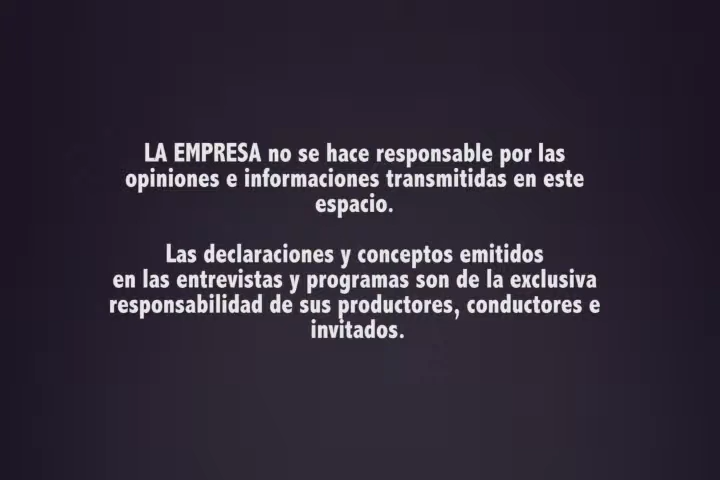 LA EMPRESA no se hace responsable por las
opiniones e informaciones transmitidas en este
espacio.
Las declaraciones y conceptos emitidos
en las entrevistas y programas son de la exclusiva
responsabilidad de sus productores, conductores e
invitados.